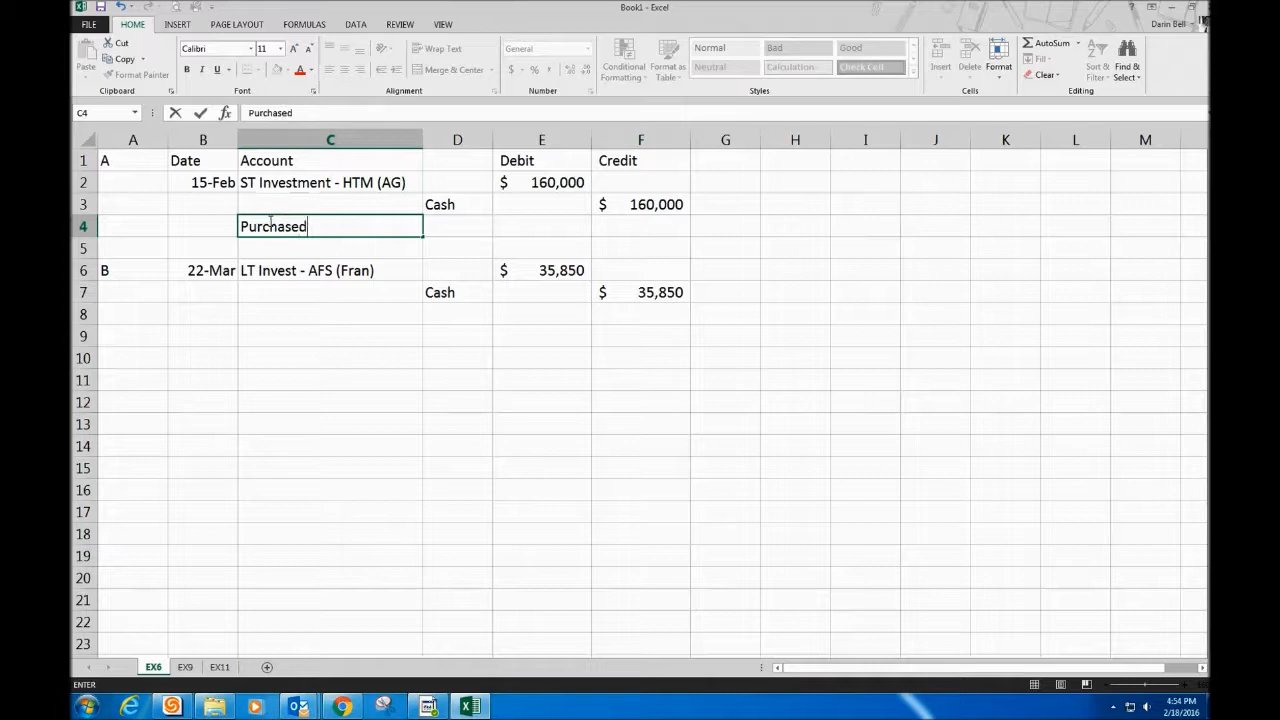 Book1 - Excel
FILE HOME INSERT PAGE LAYOUT FORMULAS DATA REVIEW VIEW Darin Bell
Cut
Copy
Format Painter
Paste
Clipboard
Calibri 11
B I U
Font
Wrap Text
Merge & Center
Alignment
General
$ % ,
Number
Conditional Formatting
Format as Table
Normal Bad Good
Neutral Calculation Check Cell
Styles
Insert Delete Format
Cells
AutoSum
Fill
Clear
Sort & Filter
Find & Select
Editing
C4 fx Purchased
A B C D E F G H I J K L M
1 A Date Account Debit Credit
2 15-Feb ST Investment - HTM (AG) $ 160,000
3 Cash $ 160,000
4 Purchased
5
6 B 22-Mar LT Invest - AFS (Fran) $ 35,850
7 Cash $ 35,850
8
9
10
11
12
13
14
15
16
17
18
19
20
21
22
23
EX6 EX9 EX11
ENTER
4:54 PM
2/18/2016